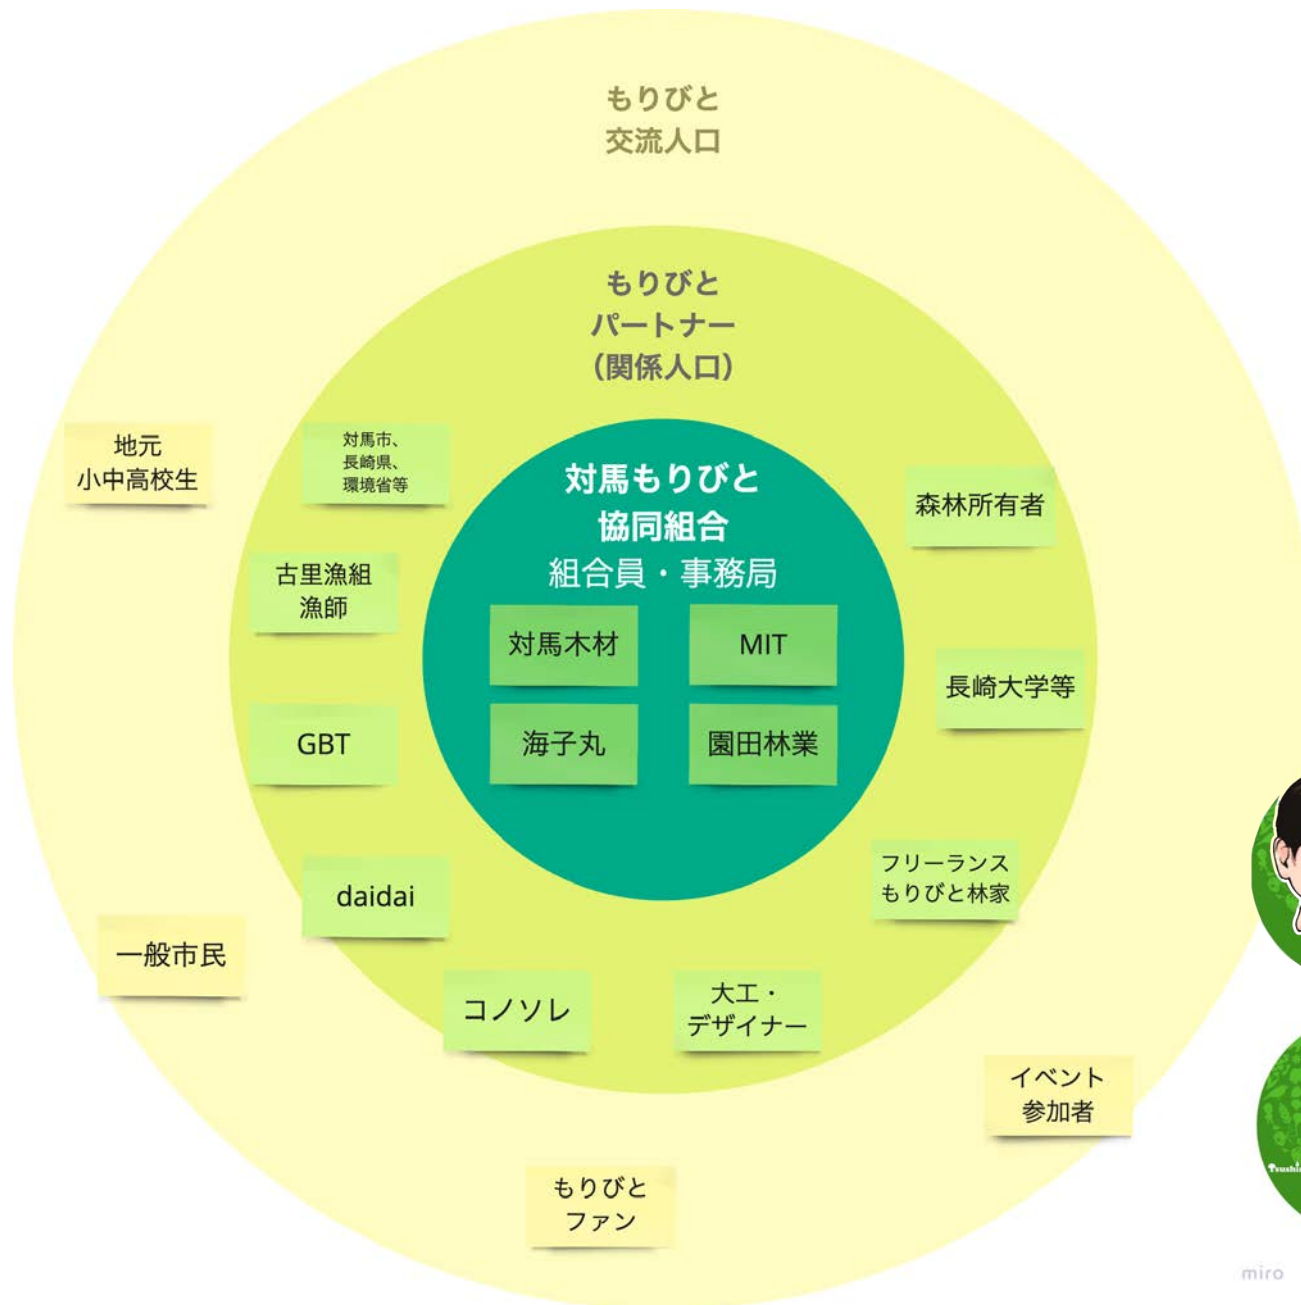 もりびと
交流人口
もりびと
パートナー
（関係人口）
対馬もりびと
協同組合
組合員・事務局
対馬木材
MIT
海子丸
園田林業
地元
小中高校生
対馬市、
長崎県、
環境省等
古里漁組
漁師
GBT
daidai
コノソレ
大工・
デザイナー
フリーランス
もりびと林家
長崎大学等
森林所有者
一般市民
もりびと
ファン
イベント
参加者
miro